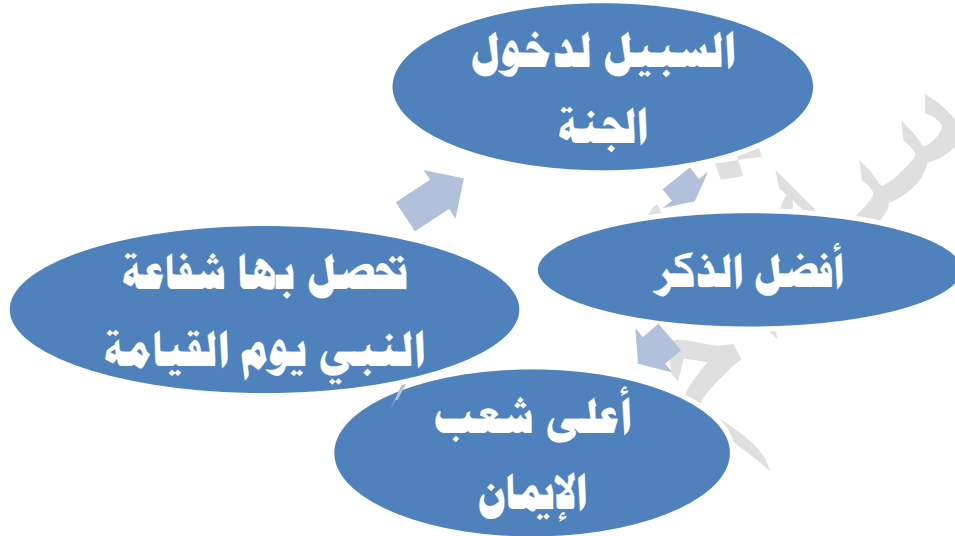 السبيل لدخول
الجنة
أفضل الذكر
أعلى شعب
الإيمان
تحصل بها شفاعة
النبي يوم القيامة